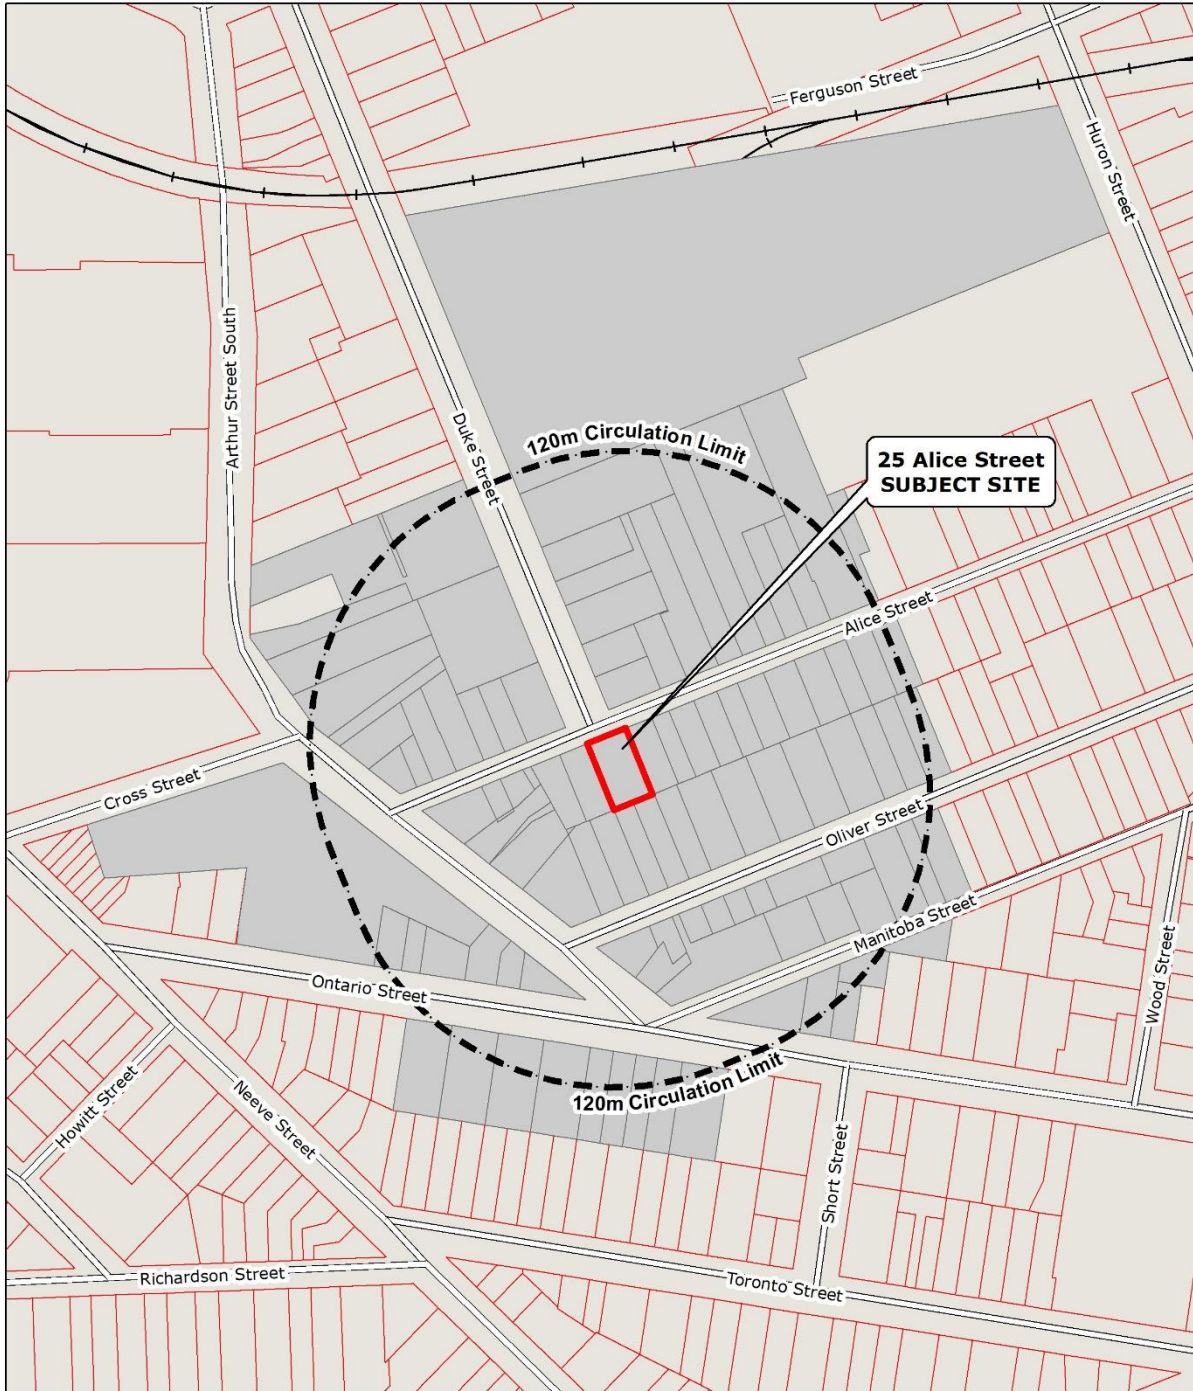 Ferguson Street
Huron Street
Arthur Street South
Duke Street
120m Circulation Limit
25 Alice Street
SUBJECT SITE
Alice Street
Cross Street
Oliver Street
Manitoba Street
Ontario Street
Wood Street
Howitt Street
Neeve Street
120m Circulation Limit
Short Street
Richardson Street
Toronto Street